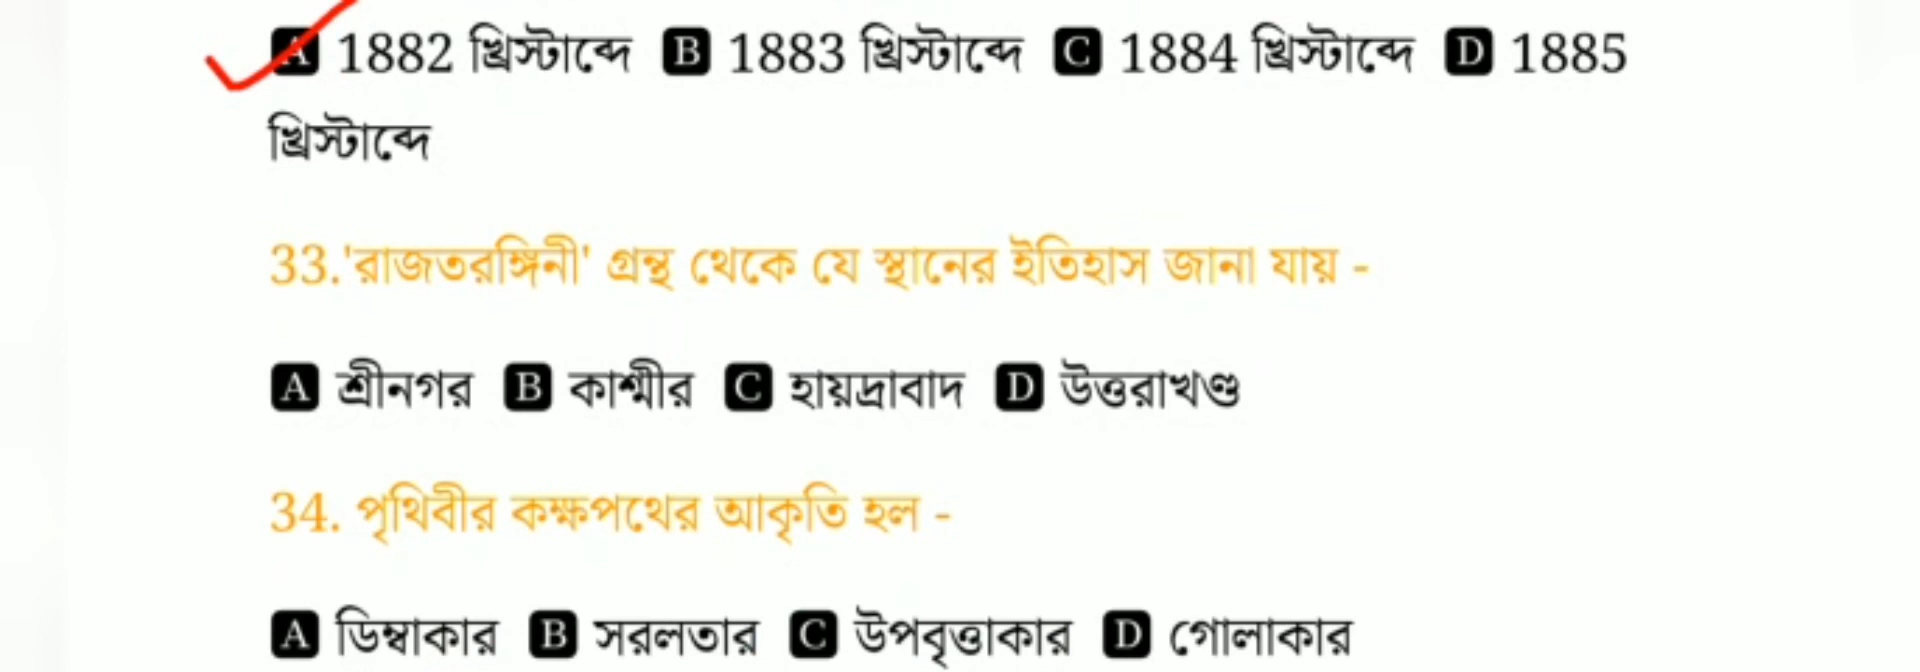 A 1882 খ্রিস্টাব্দে B 1883 খ্রিস্টাব্দে C 1884 খ্রিস্টাব্দে D 1885
খ্রিস্টাব্দে
33.'রাজতরঙ্গিনী' গ্রন্থ থেকে যে স্থানের ইতিহাস জানা যায় -
A শ্রীনগর B কাশ্মীর C হায়দ্রাবাদ D উত্তরাখণ্ড
34. পৃথিবীর কক্ষপথের আকৃতি হল -
A ডিম্বাকার B সরলতার C উপবৃত্তাকার D গোলাকার